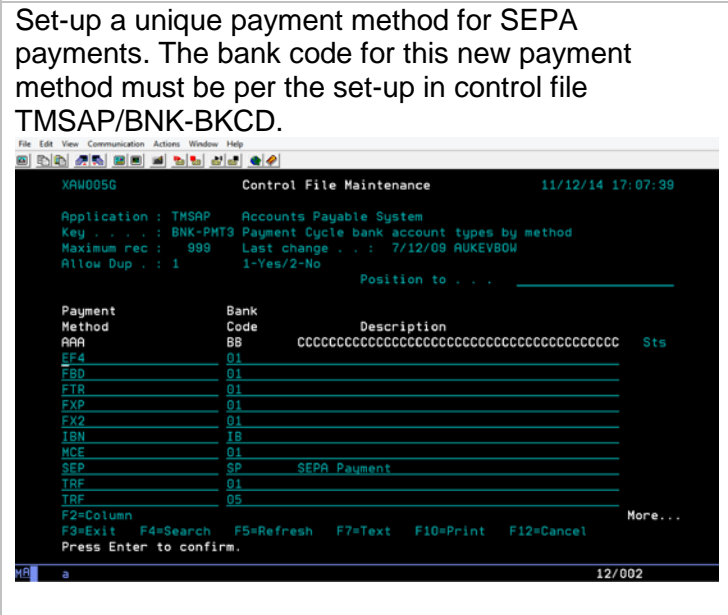 Set-up a unique payment method for SEPA
payments. The bank code for this new payment
method must be per the set-up in control file
TMSAP/BNK-BKCD.
File Edit View Communication Actions Window Help
XAW005G Control File Maintenance 11/12/14 17:07:39
Application : TMSAP Accounts Payable System
Key . . . . : BNK-PMT3 Payment Cycle bank account types by method
Maximum rec : 999 Last change . . : 7/12/09 AUKEVBOW
Allow Dup . : 1 1-Yes/2-No
Position to . . .
Payment Bank
Method Code Description
AAA BB CCCCCCCCCCCCCCCCCCCCCCCCCCCCCCCCCCCCCCCCC Sts
EF4 01
FBD 01
FTR 01
FXP 01
FX2 01
IBN IB
MCE 01
SEP SP SEPA Payment
TRF 01
TRF 05
F2=Column More...
F3=Exit F4=Search F5=Refresh F7=Text F10=Print F12=Cancel
Press Enter to confirm.
MA a 12/002